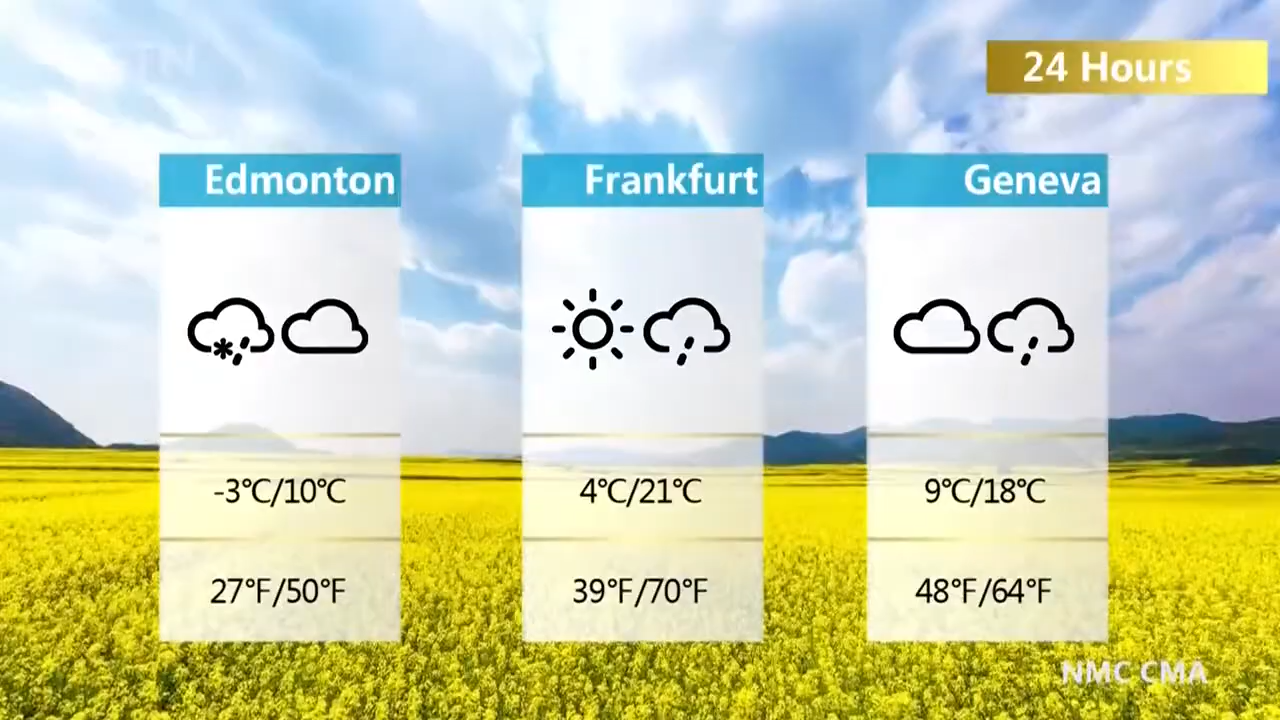 24 Hours
Edmonton
Frankfurt
Geneva
-3℃/10℃
4℃/21℃
9℃/18℃
27°F/50°F
39°F/70°F
48°F/64°F
NMC CMA